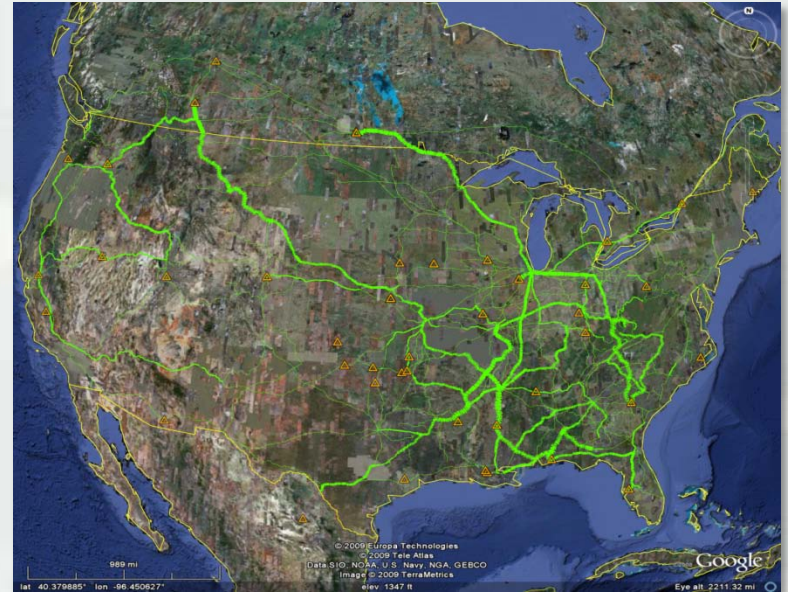 N
© 2009 Europa Technologies
© 2009 Tele Atlas
Data SIO, NOAA, U.S. Navy, NGA, GEBCO
Image © 2009 TerraMetrics
Google
989 mi
lat 40.379885° lon -96.450627° elev 1347 ft Eye alt 2211.32 mi